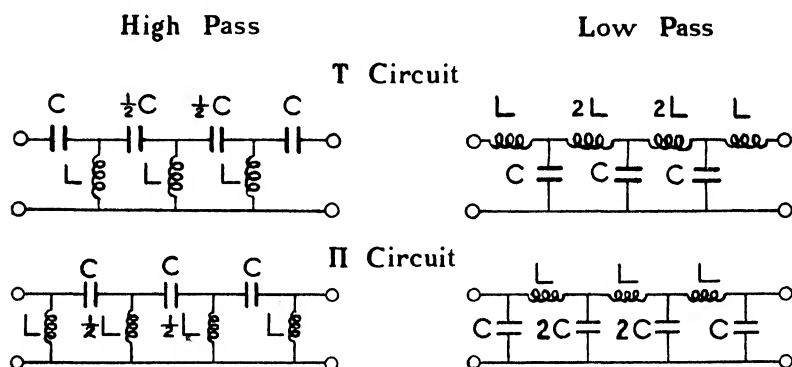 High Pass Low Pass
T Circuit
C ½C ½C C
L 2L 2L L
L L L
C C C
Π Circuit
C C C
L L L
L ½L ½L L
C 2C 2C C